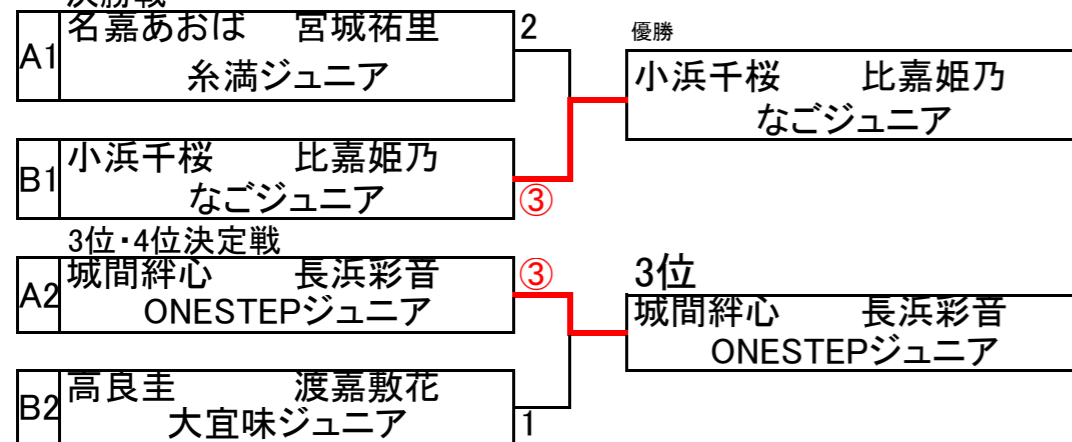 決勝戦
A1
名嘉あおば 宮城祐里
糸満ジュニア
2
優勝
小浜千桜 比嘉姫乃
なごジュニア
B1
小浜千桜 比嘉姫乃
なごジュニア
③
3位・4位決定戦
A2
城間絆心 長浜彩音
ONESTEPジュニア
③
3位
城間絆心 長浜彩音
ONESTEPジュニア
B2
高良圭 渡嘉敷花
大宜味ジュニア
1